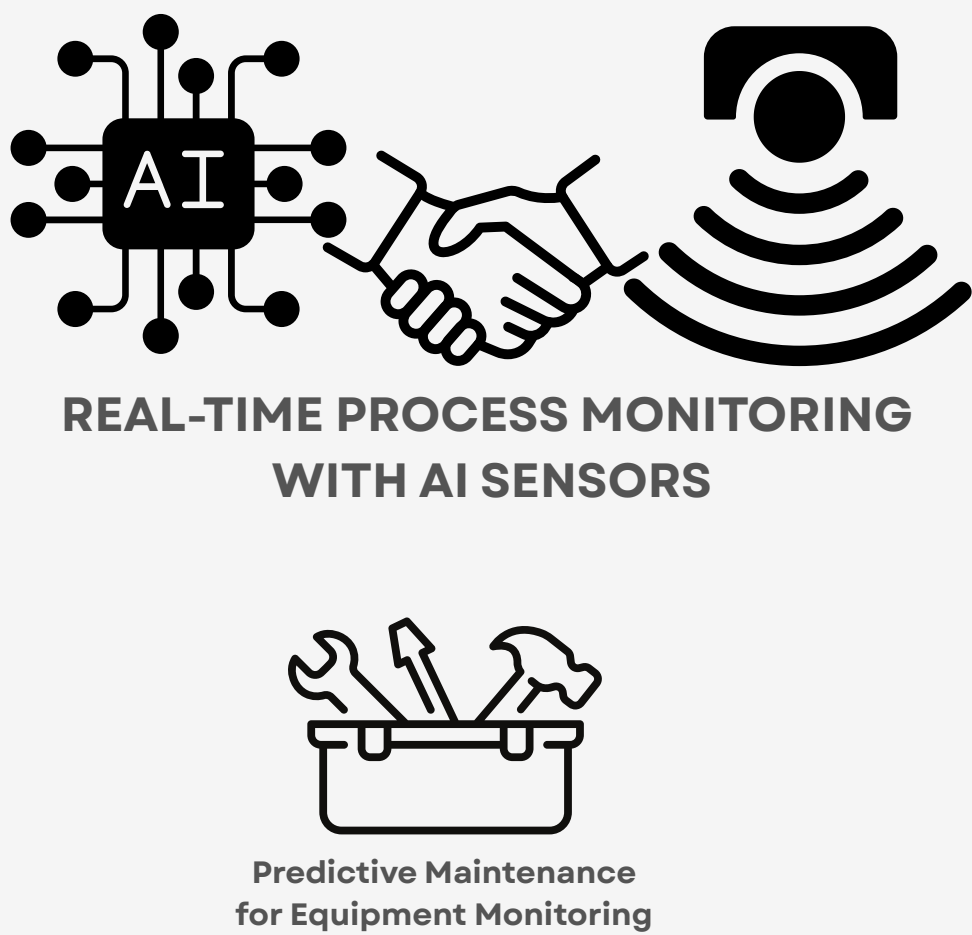 AI
REAL-TIME PROCESS MONITORING
WITH AI SENSORS
Predictive Maintenance
for Equipment Monitoring